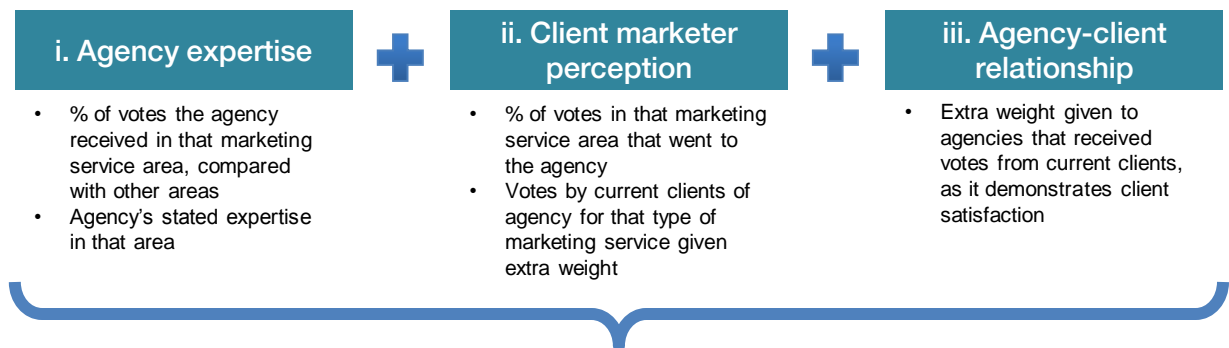 i. Agency expertise
• % of votes the agency
received in that marketing
service area, compared
with other areas
• Agency's stated expertise
in that area
ii. Client marketer
perception
• % of votes in that marketing
service area that went to
the agency
• Votes by current clients of
agency for that type of
marketing service given
extra weight
iii. Agency-client
relationship
• Extra weight given to
agencies that received
votes from current clients,
as it demonstrates client
satisfaction